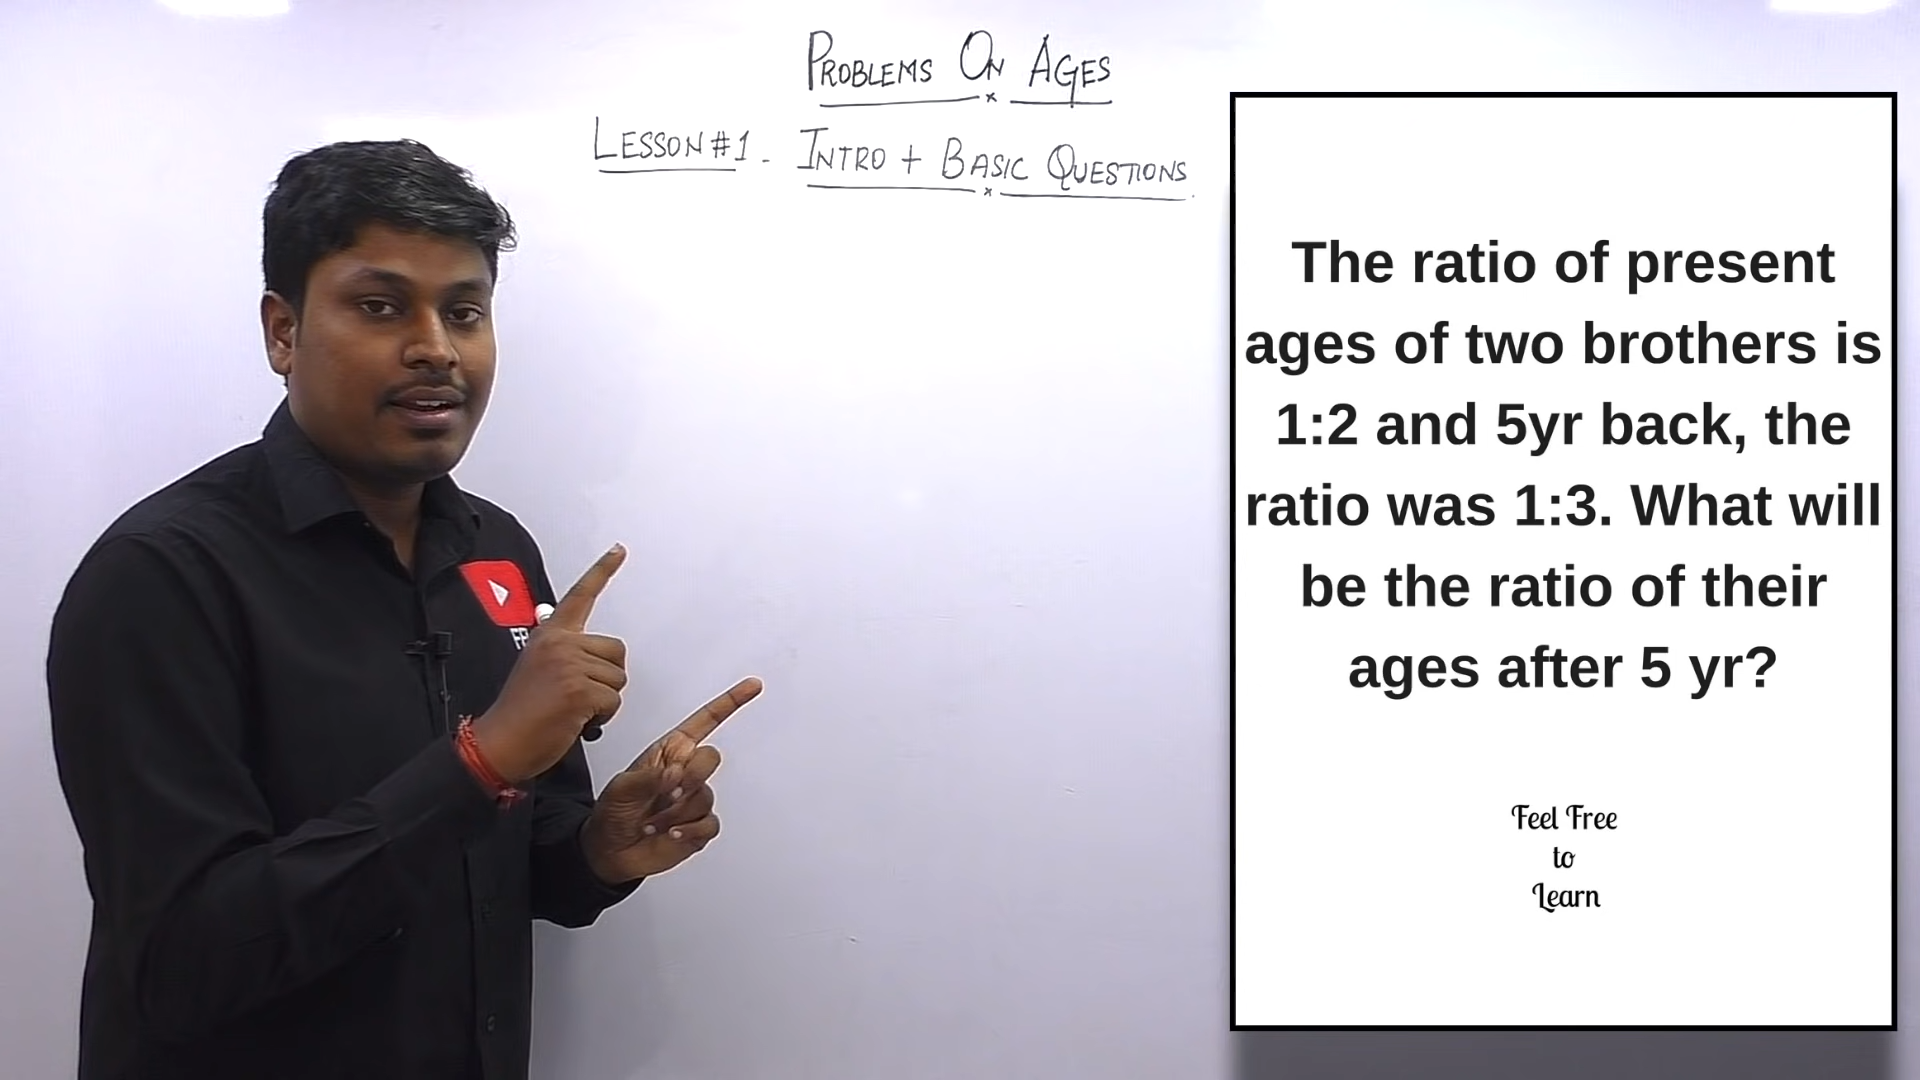 PROBLEMS ON AGES
LESSON #1 - INTRO + BASIC QUESTIONS.
The ratio of present
ages of two brothers is
1:2 and 5yr back, the
ratio was 1:3. What will
be the ratio of their
ages after 5 yr?
Feel Free
to
Learn